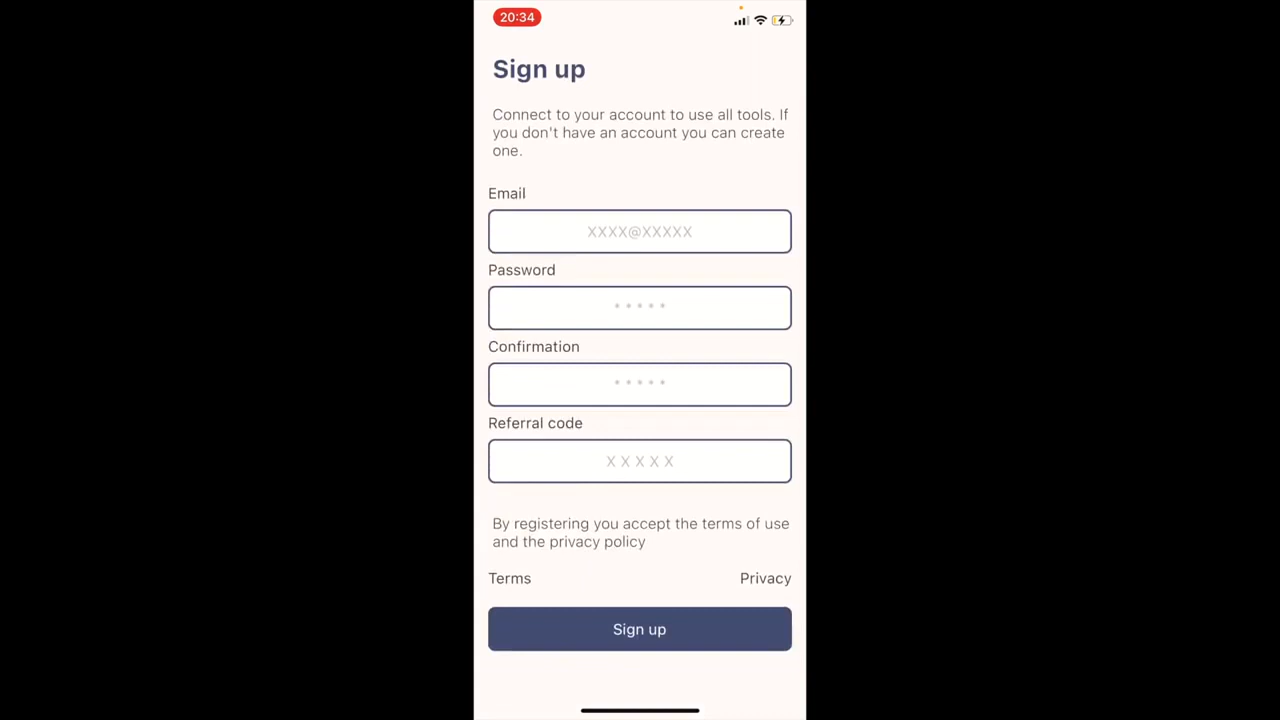 20:34
Sign up
Connect to your account to use all tools. If
you don't have an account you can create
one.
Email
XXXX@XXXXX
Password
* * * * *
Confirmation
* * * * *
Referral code
X X X X X
By registering you accept the terms of use
and the privacy policy
Terms
Privacy
Sign up